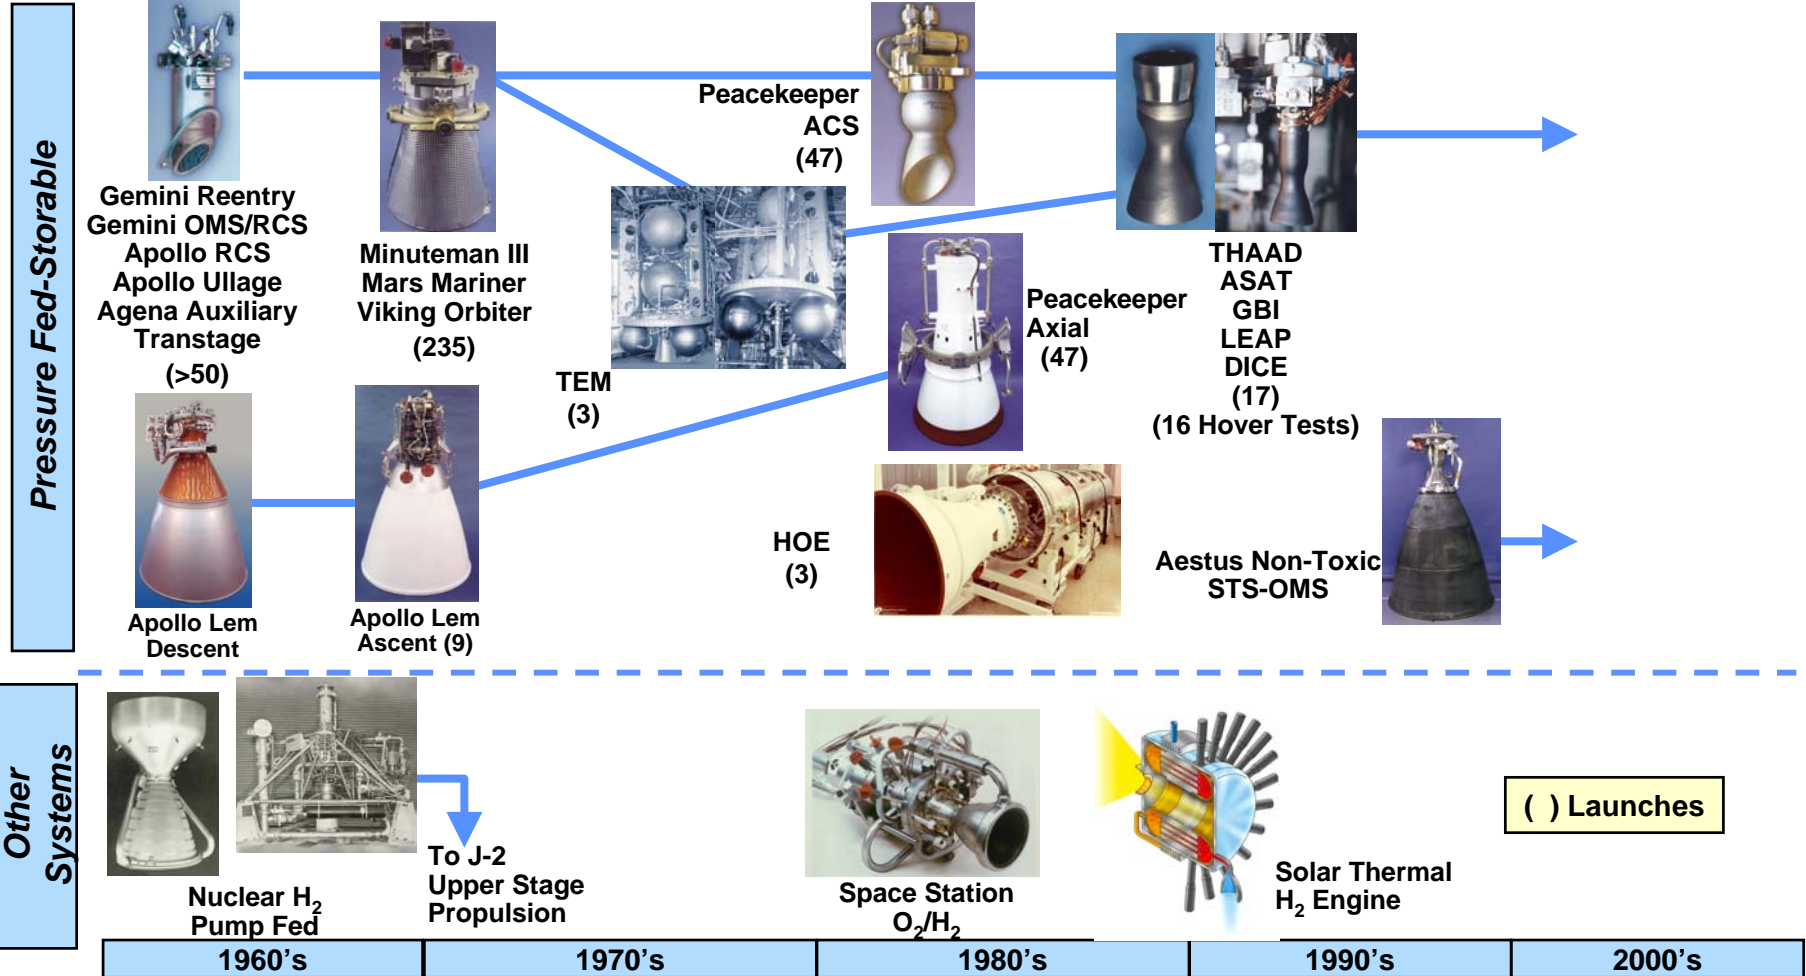 Pressure Fed-Storable
Gemini Reentry
Gemini OMS/RCS
Apollo RCS
Apollo Ullage
Agena Auxiliary
Transtage
(>50)
Minuteman III
Mars Mariner
Viking Orbiter
(235)
Peacekeeper
ACS
(47)
TEM
(3)
Peacekeeper
Axial
(47)
THAAD
ASAT
GBI
LEAP
DICE
(17)
(16 Hover Tests)
Apollo Lem
Descent
Apollo Lem
Ascent (9)
HOE
(3)
Aestus Non-Toxic
STS-OMS
Other
Systems
Nuclear H2
Pump Fed
To J-2
Upper Stage
Propulsion
Space Station
O2/H2
Solar Thermal
H2 Engine
( ) Launches
1960's
1970's
1980's
1990's
2000's